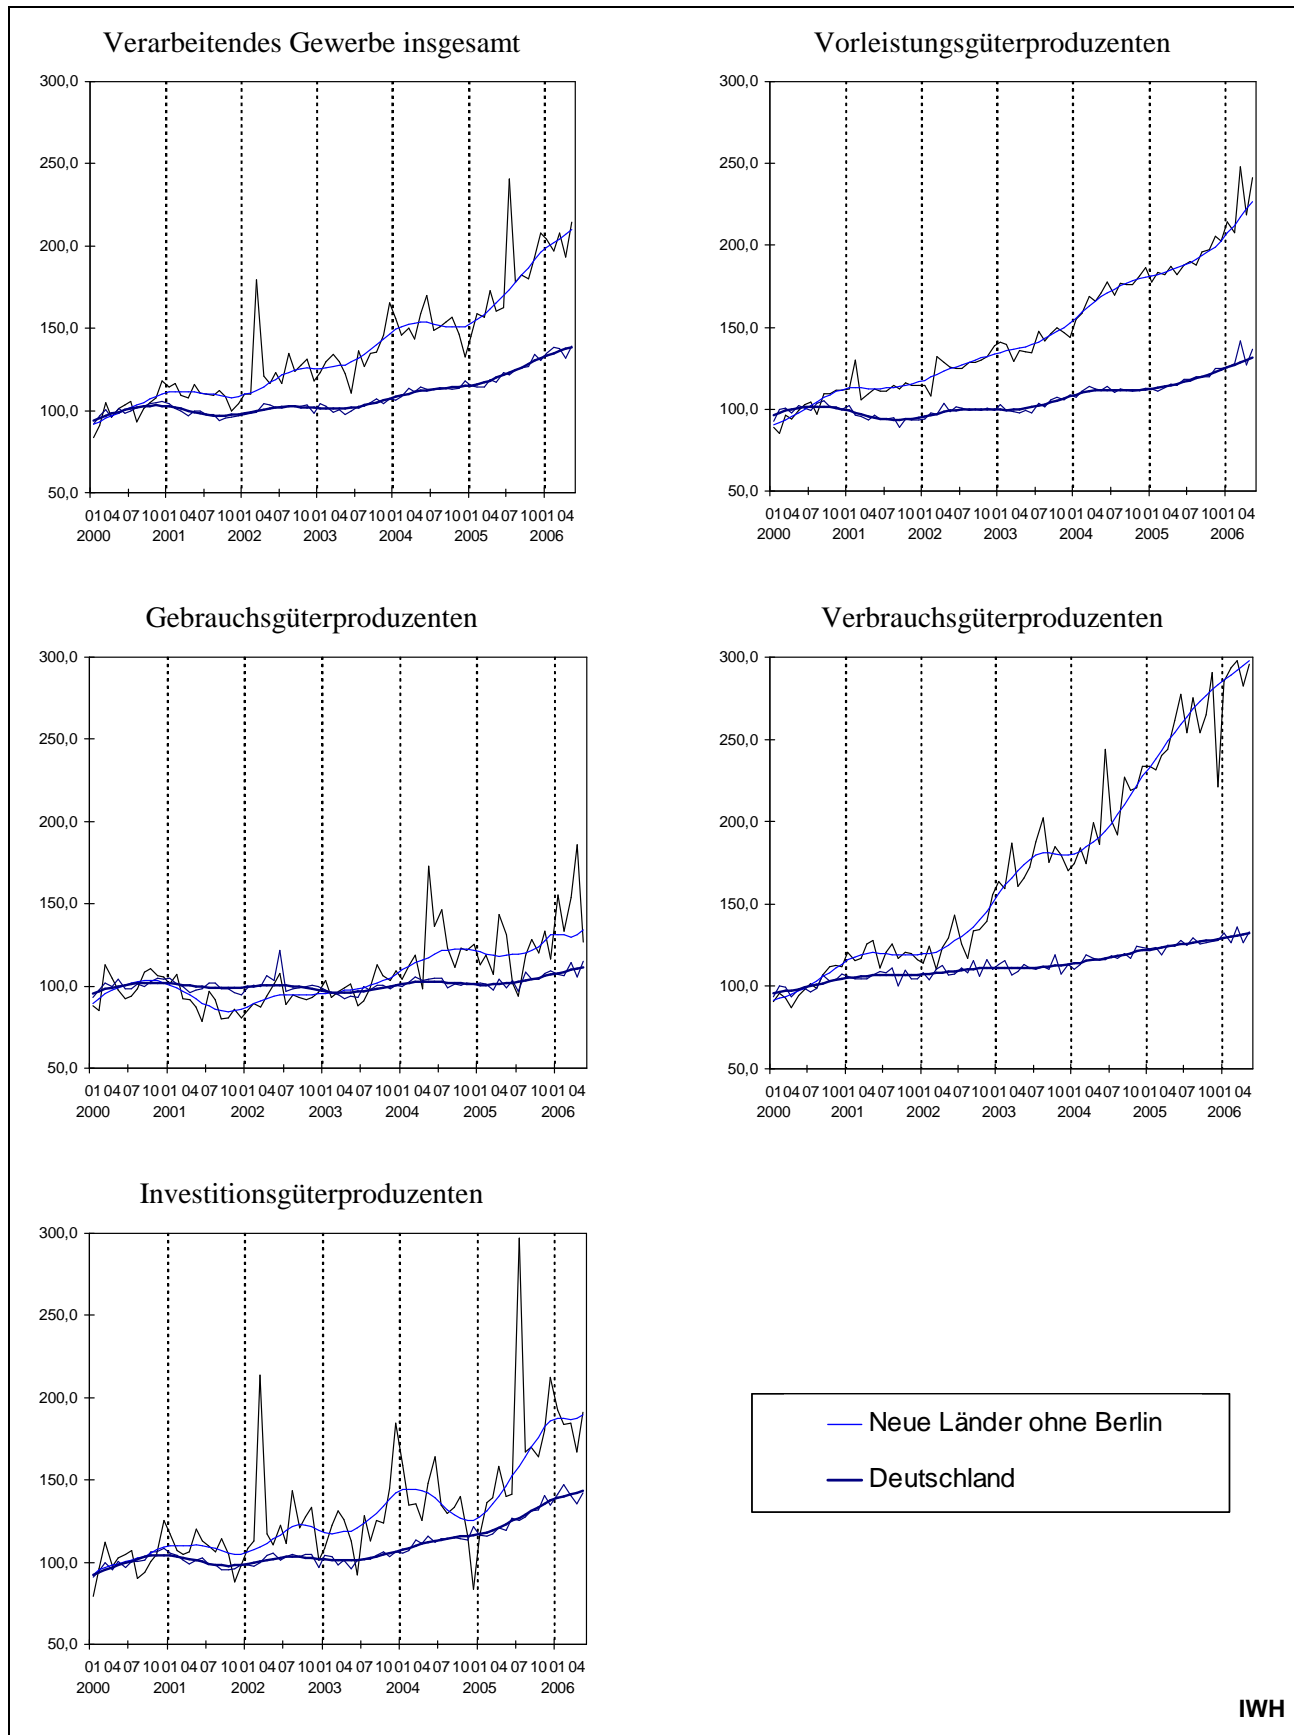 Verarbeitendes Gewerbe insgesamt
300,0
250,0
200,0
150,0
100,0
50,0
01 04 07 10 01 04 07 10 01 04 07 10 01 04 07 10 01 04 07 10 01 04 07 10 01 04
2000 2001 2002 2003 2004 2005 2006
Vorleistungsgüterproduzenten
300,0
250,0
200,0
150,0
100,0
50,0
01 04 07 10 01 04 07 10 01 04 07 10 01 04 07 10 01 04 07 10 01 04 07 10 01 04
2000 2001 2002 2003 2004 2005 2006
Gebrauchsgüterproduzenten
300,0
250,0
200,0
150,0
100,0
50,0
01 04 07 10 01 04 07 10 01 04 07 10 01 04 07 10 01 04 07 10 01 04 07 10 01 04
2000 2001 2002 2003 2004 2005 2006
Verbrauchsgüterproduzenten
300,0
250,0
200,0
150,0
100,0
50,0
01 04 07 10 01 04 07 10 01 04 07 10 01 04 07 10 01 04 07 10 01 04 07 10 01 04
2000 2001 2002 2003 2004 2005 2006
Investitionsgüterproduzenten
300,0
250,0
200,0
150,0
100,0
50,0
01 04 07 10 01 04 07 10 01 04 07 10 01 04 07 10 01 04 07 10 01 04 07 10 01 04
2000 2001 2002 2003 2004 2005 2006
Neue Länder ohne Berlin
Deutschland
IWH